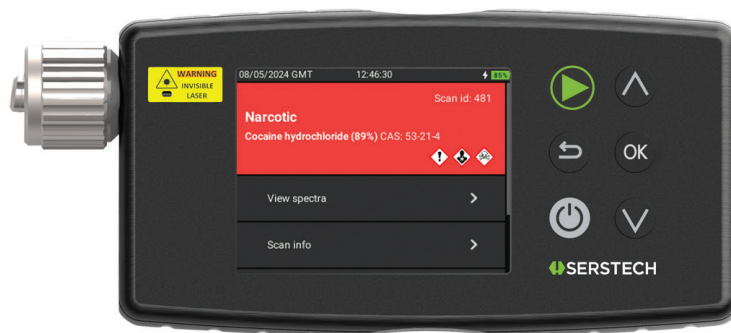 WARNING
INVISIBLE
LASER
08/05/2024 GMT 12:46:30 85%
Scan id: 481
Narcotic
Cocaine hydrochloride (89%) CAS: 53-21-4
View spectra
Scan info
OK
SERSTECH